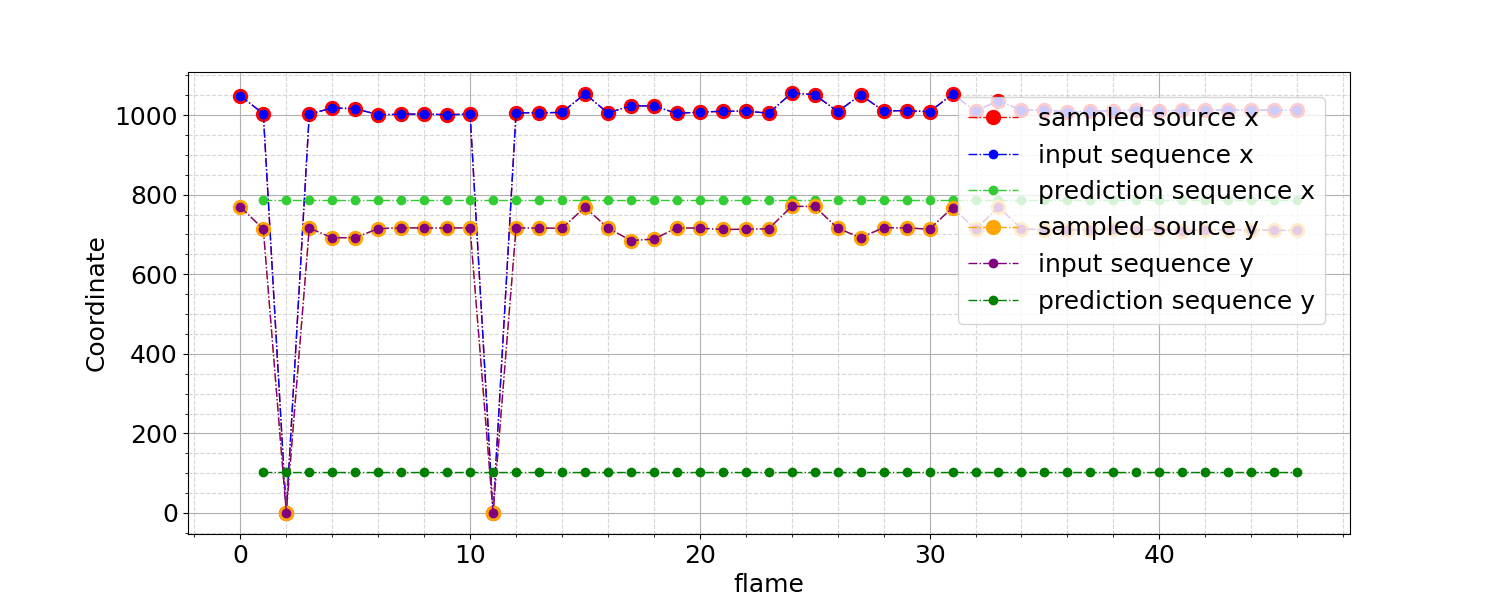 1000
800
600
400
200
0
Coordinate
0 10 20 30 40
flame
sampled source x
input sequence x
prediction sequence x
sampled source y
input sequence y
prediction sequence y